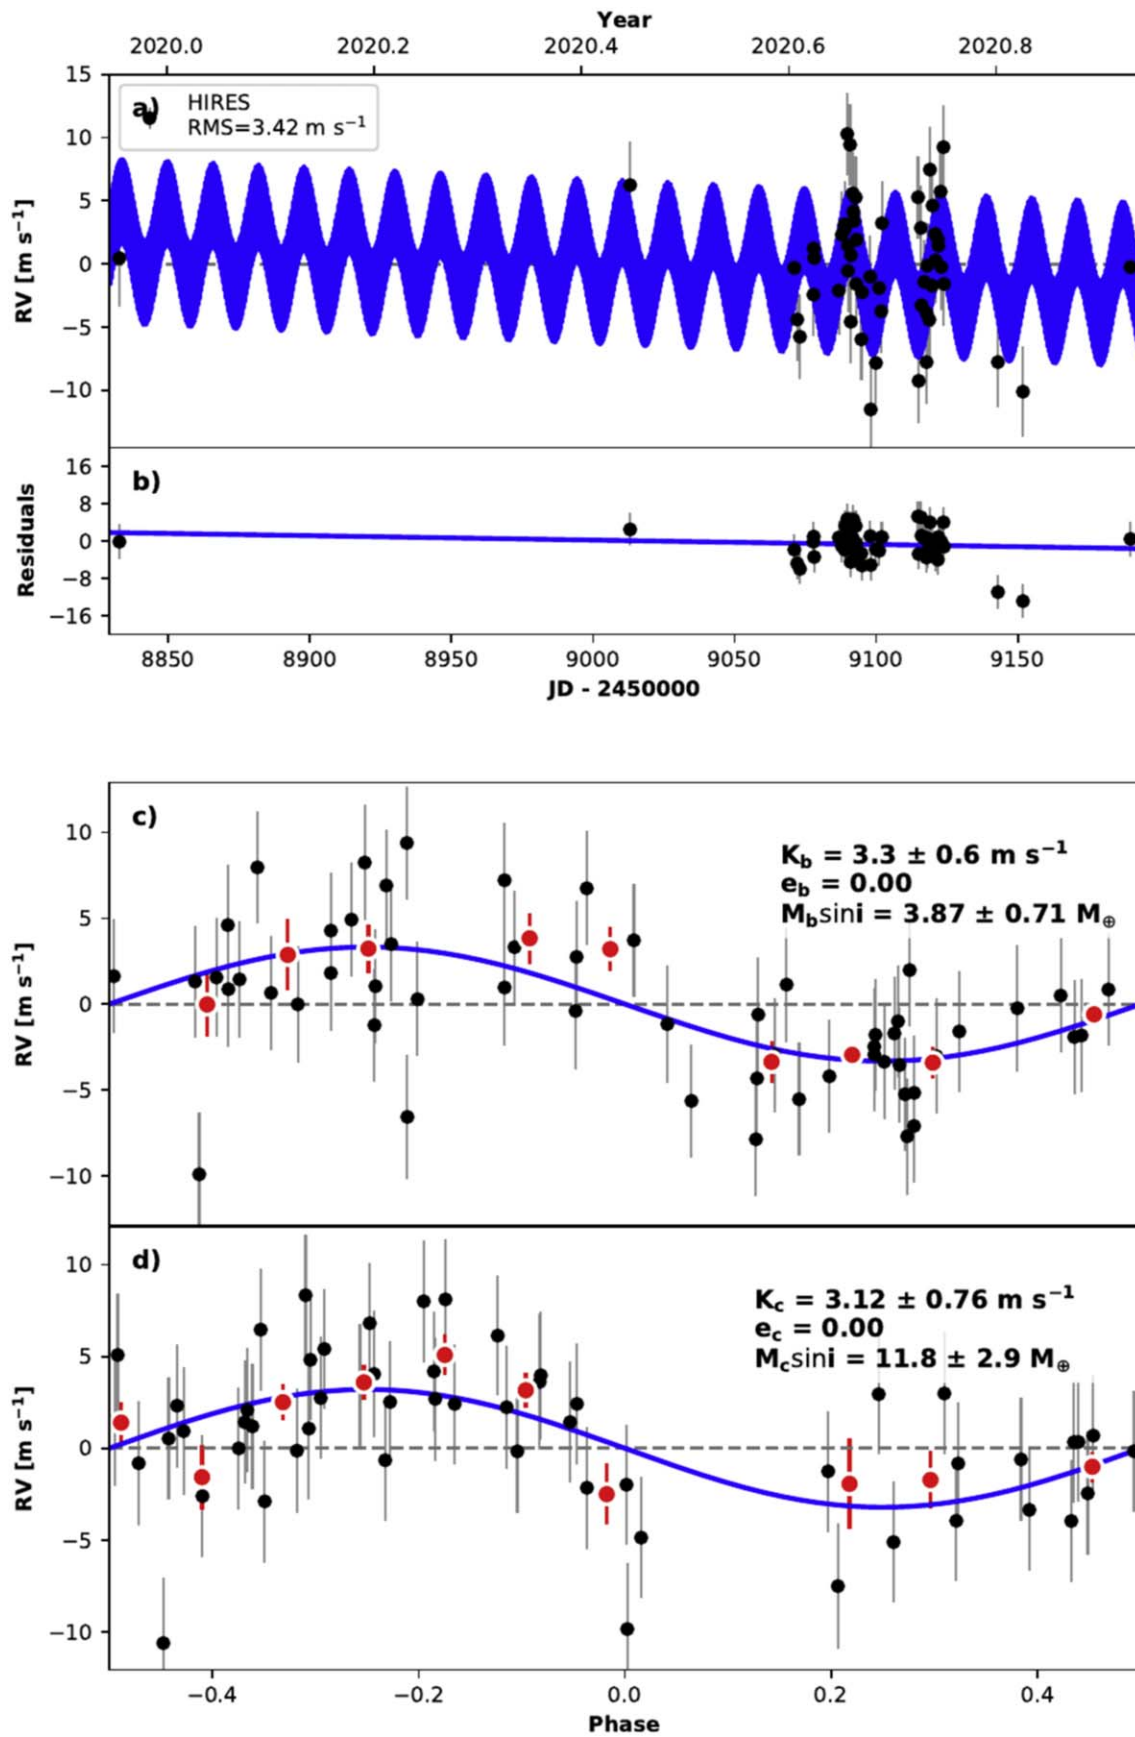 Year
2020.0 2020.2 2020.4 2020.6 2020.8
a)
HIRES
RMS=3.42 m s⁻¹
15
10
5
0
−5
−10
RV [m s⁻¹]
b)
16
8
0
−8
−16
Residuals
8850 8900 8950 9000 9050 9100 9150
JD - 2450000
c)
K_b = 3.3 ± 0.6 m s⁻¹
e_b = 0.00
M_b sin i = 3.87 ± 0.71 M⊕
10
5
0
−5
−10
RV [m s⁻¹]
d)
K_c = 3.12 ± 0.76 m s⁻¹
e_c = 0.00
M_c sin i = 11.8 ± 2.9 M⊕
10
5
0
−5
−10
RV [m s⁻¹]
−0.4 −0.2 0.0 0.2 0.4
Phase